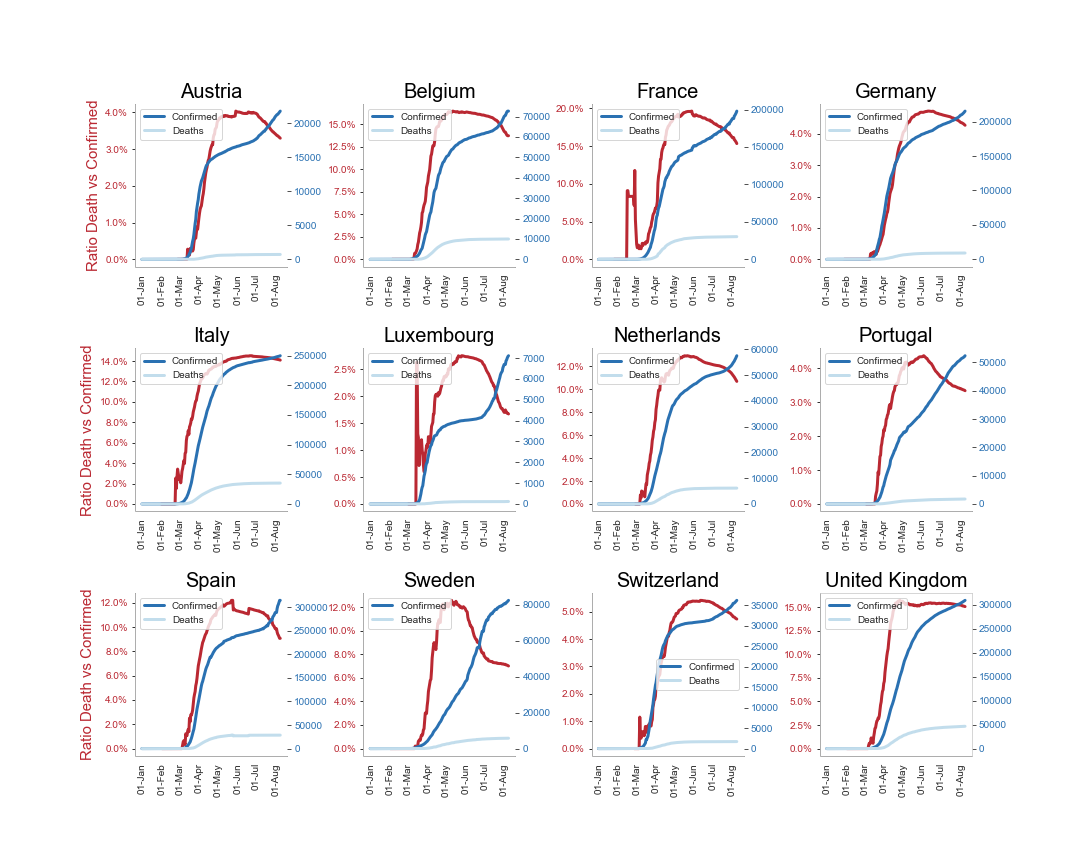 Austria
Belgium
France
Germany
Ratio Death vs Confirmed
4.0%
3.0%
2.0%
1.0%
0.0%
Confirmed
Deaths
20000
15000
10000
5000
0
01-Jan
01-Feb
01-Mar
01-Apr
01-May
01-Jun
01-Jul
01-Aug
15.0%
12.5%
10.0%
7.5%
5.0%
2.5%
0.0%
Confirmed
Deaths
70000
60000
50000
40000
30000
20000
10000
0
01-Jan
01-Feb
01-Mar
01-Apr
01-May
01-Jun
01-Jul
01-Aug
20.0%
15.0%
10.0%
5.0%
0.0%
Confirmed
Deaths
200000
150000
100000
50000
0
01-Jan
01-Feb
01-Mar
01-Apr
01-May
01-Jun
01-Jul
01-Aug
4.0%
3.0%
2.0%
1.0%
0.0%
Confirmed
Deaths
200000
150000
100000
50000
0
01-Jan
01-Feb
01-Mar
01-Apr
01-May
01-Jun
01-Jul
01-Aug
Italy
Luxembourg
Netherlands
Portugal
Ratio Death vs Confirmed
14.0%
12.0%
10.0%
8.0%
6.0%
4.0%
2.0%
0.0%
Confirmed
Deaths
250000
200000
150000
100000
50000
0
01-Jan
01-Feb
01-Mar
01-Apr
01-May
01-Jun
01-Jul
01-Aug
2.5%
2.0%
1.5%
1.0%
0.5%
0.0%
Confirmed
Deaths
7000
6000
5000
4000
3000
2000
1000
0
01-Jan
01-Feb
01-Mar
01-Apr
01-May
01-Jun
01-Jul
01-Aug
12.0%
10.0%
8.0%
6.0%
4.0%
2.0%
0.0%
Confirmed
Deaths
60000
50000
40000
30000
20000
10000
0
01-Jan
01-Feb
01-Mar
01-Apr
01-May
01-Jun
01-Jul
01-Aug
4.0%
3.0%
2.0%
1.0%
0.0%
Confirmed
Deaths
50000
40000
30000
20000
10000
0
01-Jan
01-Feb
01-Mar
01-Apr
01-May
01-Jun
01-Jul
01-Aug
Spain
Sweden
Switzerland
United Kingdom
Ratio Death vs Confirmed
12.0%
10.0%
8.0%
6.0%
4.0%
2.0%
0.0%
Confirmed
Deaths
300000
250000
200000
150000
100000
50000
0
01-Jan
01-Feb
01-Mar
01-Apr
01-May
01-Jun
01-Jul
01-Aug
12.0%
10.0%
8.0%
6.0%
4.0%
2.0%
0.0%
Confirmed
Deaths
80000
60000
40000
20000
0
01-Jan
01-Feb
01-Mar
01-Apr
01-May
01-Jun
01-Jul
01-Aug
5.0%
4.0%
3.0%
2.0%
1.0%
0.0%
Confirmed
Deaths
35000
30000
25000
20000
15000
10000
5000
0
01-Jan
01-Feb
01-Mar
01-Apr
01-May
01-Jun
01-Jul
01-Aug
15.0%
12.5%
10.0%
7.5%
5.0%
2.5%
0.0%
Confirmed
Deaths
300000
250000
200000
150000
100000
50000
0
01-Jan
01-Feb
01-Mar
01-Apr
01-May
01-Jun
01-Jul
01-Aug